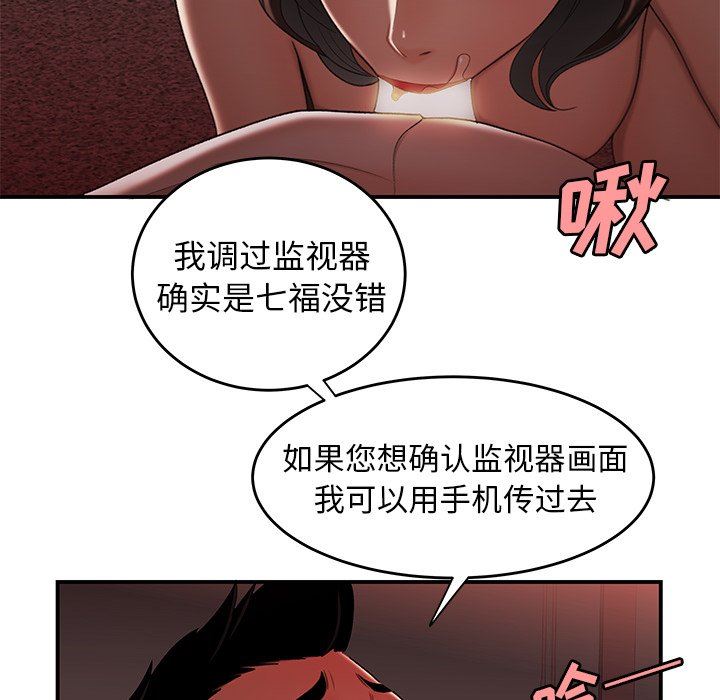 啾
我调过监视器
确实是七福没错
如果您想确认监视器画面
我可以用手机传过去
哈